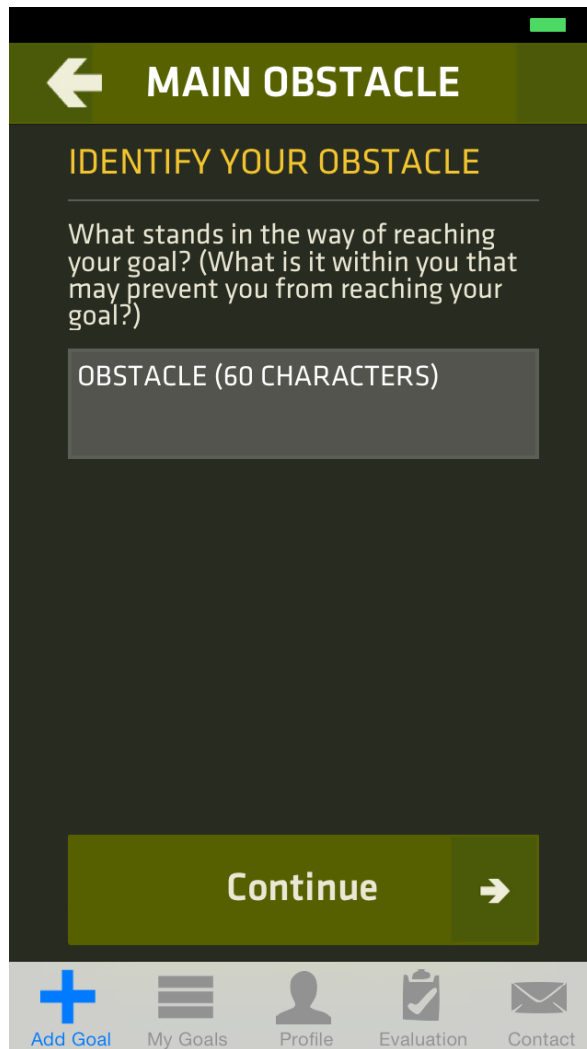 MAIN OBSTACLE
IDENTIFY YOUR OBSTACLE
What stands in the way of reaching
your goal? (What is it within you that
may prevent you from reaching your
goal?)
OBSTACLE (60 CHARACTERS)
Continue
Add Goal My Goals Profile Evaluation Contact